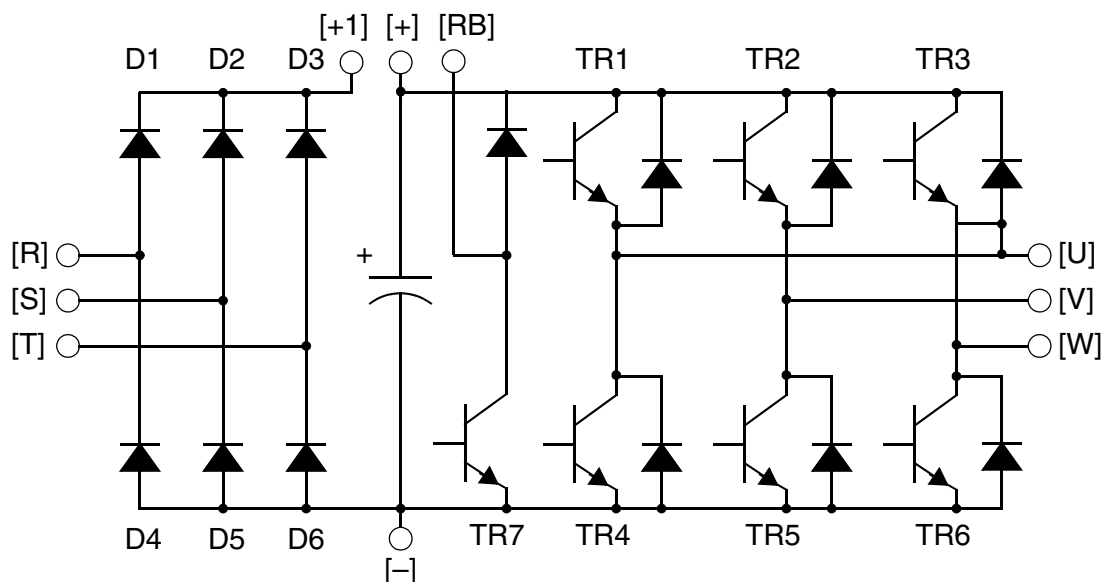 [+1] [+] [RB]
D1 D2 D3 TR1 TR2 TR3
[R] + [U]
[S] [V]
[T] [W]
D4 D5 D6 TR7 TR4 TR5 TR6
[–]